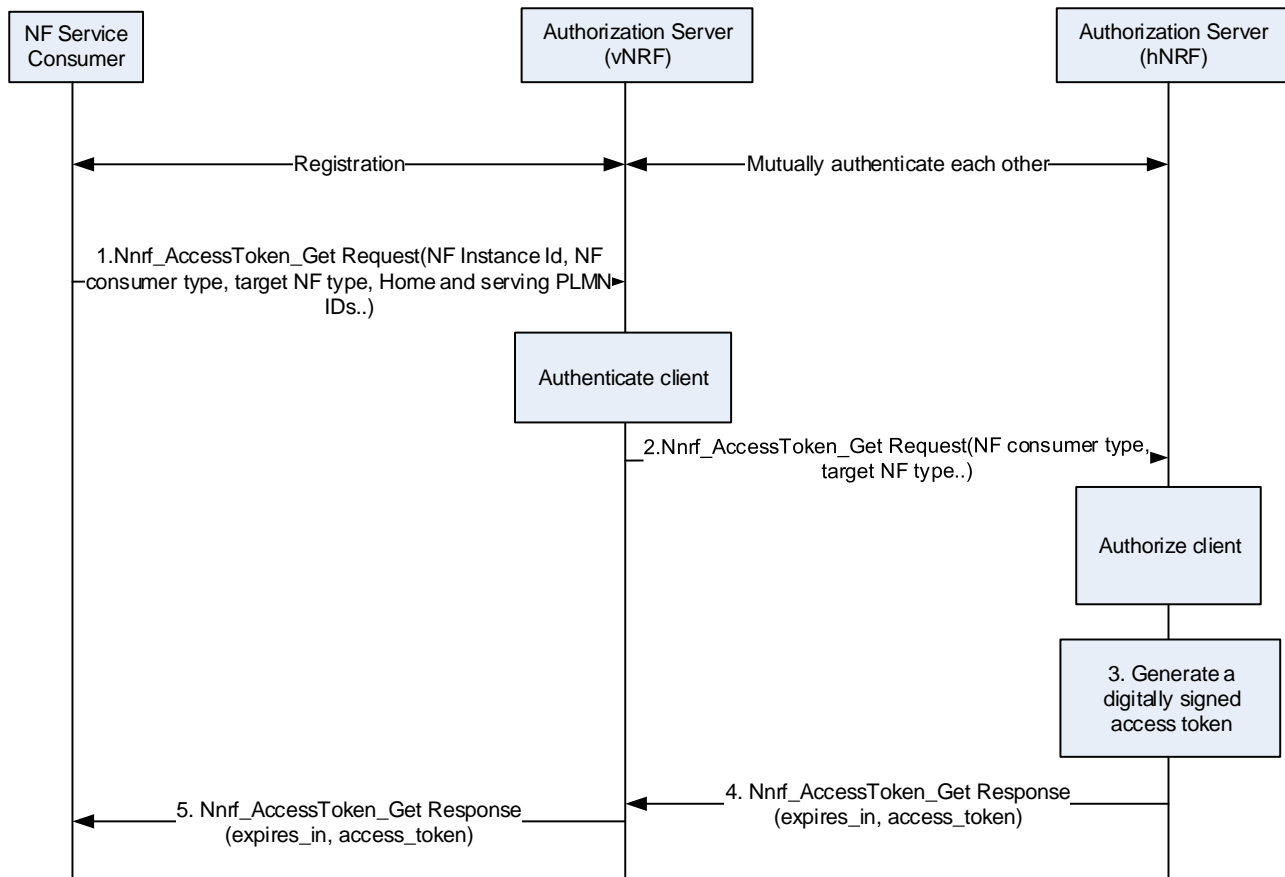 NF Service
Consumer
Authorization Server
(vNRF)
Authorization Server
(hNRF)
Registration
Mutually authenticate each other
1.Nnrf_AccessToken_Get Request(NF Instance Id, NF
consumer type, target NF type, Home and serving PLMN
IDs..)
Authenticate client
2.Nnrf_AccessToken_Get Request(NF consumer type,
target NF type..)
Authorize client
3. Generate a
digitally signed
access token
4. Nnrf_AccessToken_Get Response
(expires_in, access_token)
5. Nnrf_AccessToken_Get Response
(expires_in, access_token)